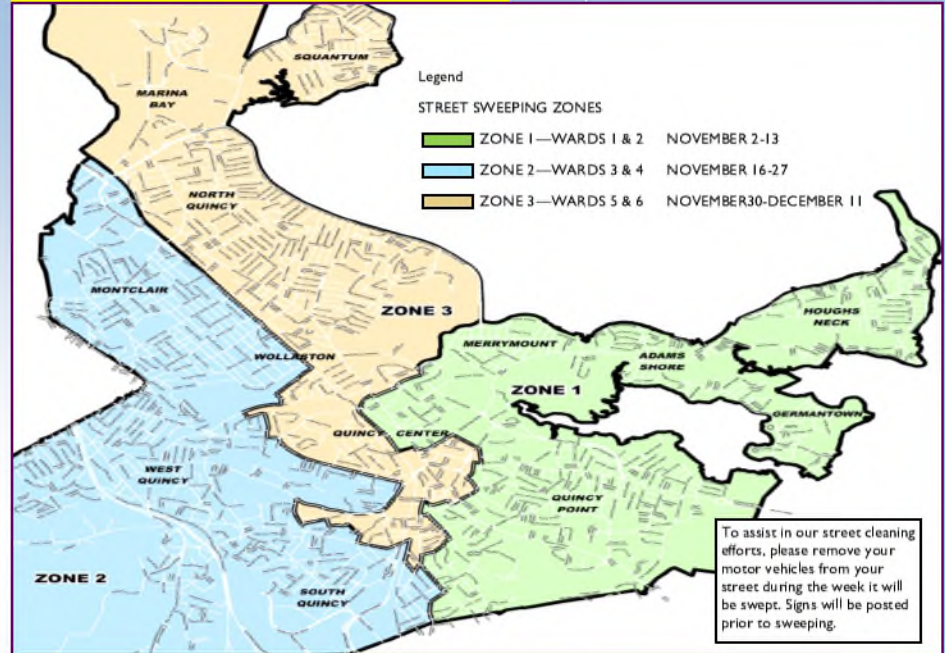 SQUANTUM
MARINA
BAY
Legend
STREET SWEEPING ZONES
ZONE 1—WARDS 1 & 2 NOVEMBER 2-13
ZONE 2—WARDS 3 & 4 NOVEMBER 16-27
ZONE 3—WARDS 5 & 6 NOVEMBER30-DECEMBER 11
NORTH
QUINCY
MONTCLAIR
ZONE 3
HOUGHS
NECK
MERRYMOUNT
WOLLASTON
ADAMS
SHORE
ZONE 1
GERMANTOWN
QUINCY CENTER
WEST
QUINCY
QUINCY
POINT
ZONE 2
SOUTH
QUINCY
To assist in our street cleaning
efforts, please remove your
motor vehicles from your
street during the week it will
be swept. Signs will be posted
prior to sweeping.